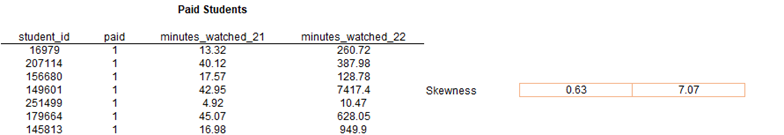 Paid Students
student_id paid minutes_watched_21 minutes_watched_22
16979 1 13.32 260.72
207114 1 40.12 387.98
156680 1 17.57 128.78
149601 1 42.95 7417.4 Skewness 0.63 7.07
251499 1 4.92 10.47
179664 1 45.07 628.05
145813 1 16.98 949.9